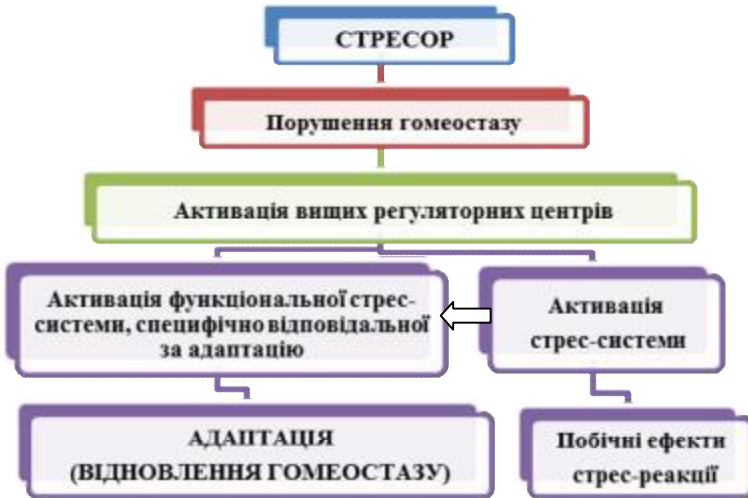 СТРЕСОР
Порушення гомеостазу
Активація вищих регуляторних центрів
Активація функціональної стрес-
системи, специфічно відповідальної
за адаптацію
Активація
стрес-системи
АДАПТАЦІЯ
(ВІДНОВЛЕННЯ ГОМЕОСТАЗУ)
Побічні ефекти
стрес-реакції